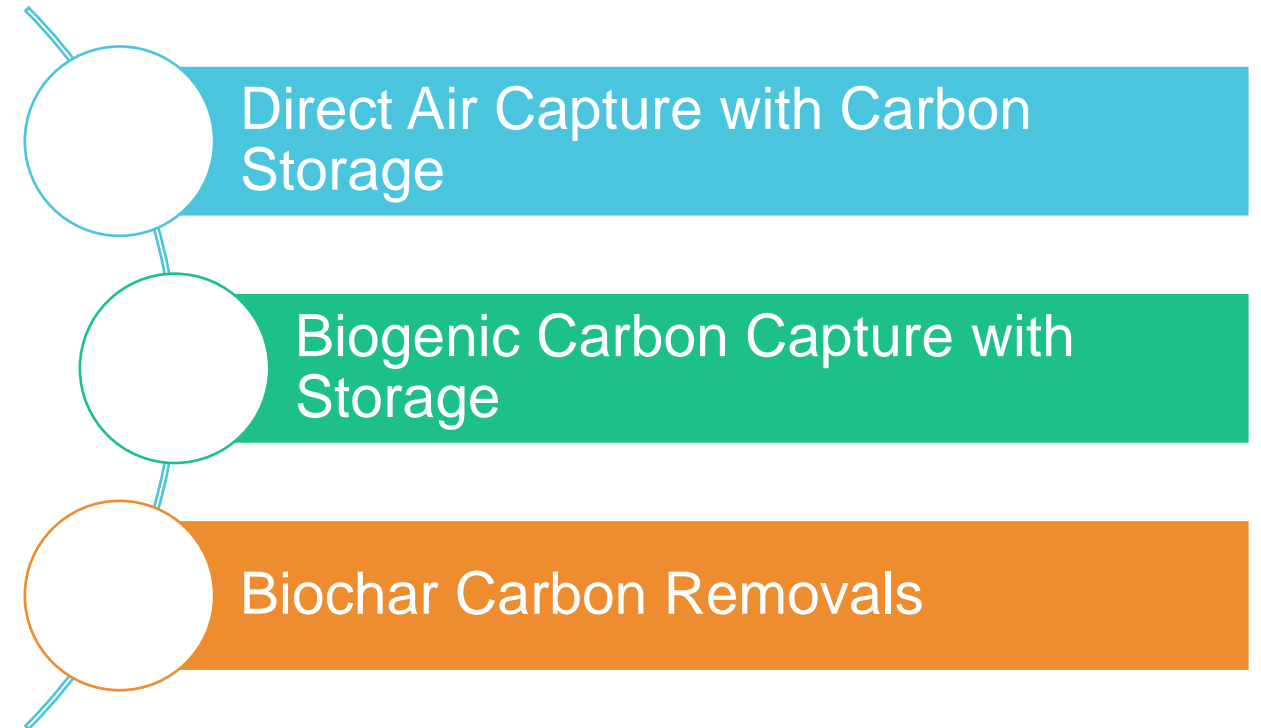 Direct Air Capture with Carbon
Storage
Biogenic Carbon Capture with
Storage
Biochar Carbon Removals